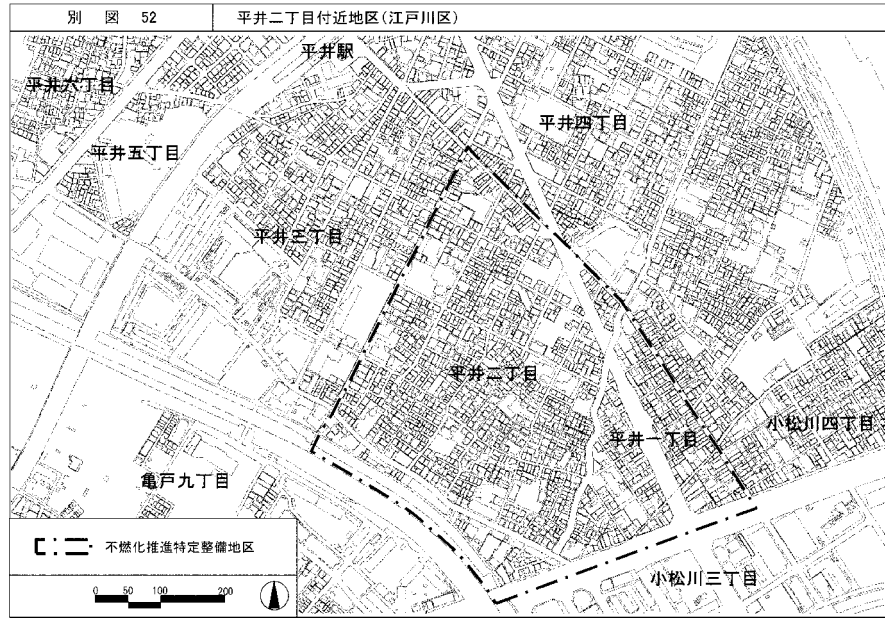 別 図 52
平井二丁目付近地区(江戸川区)
平井駅
平井六丁目
平井四丁目
平井五丁目
平井三丁目
平井二丁目
小松川四丁目
平井一丁目
亀戸九丁目
不燃化推進特定整備地区
小松川三丁目
0 50 100 200